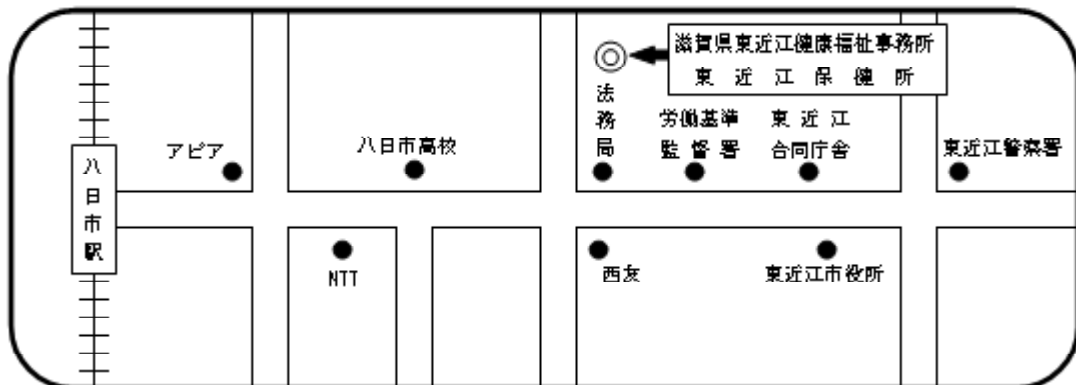 滋賀県東近江健康福祉事務所
東近江保健所
八日市駅
アピア
八日市高校
法務局
労働基準
監督署
東近江
合同庁舎
東近江警察署
NTT
西友
東近江市役所